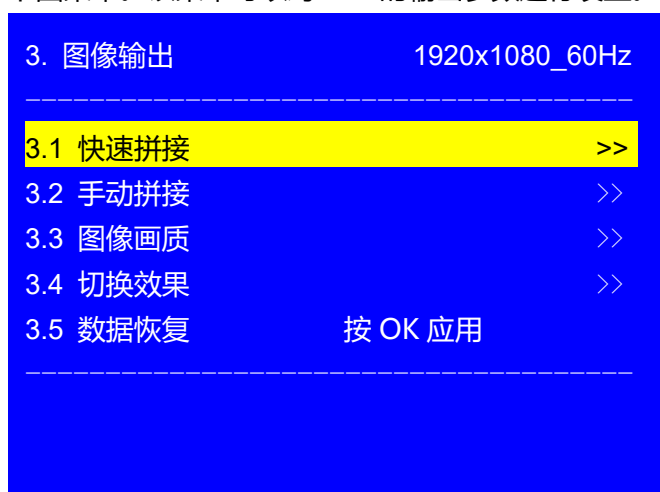 3. 图像输出 1920x1080_60Hz
3.1 快速拼接 >>
3.2 手动拼接 >>
3.3 图像画质 >>
3.4 切换效果 >>
3.5 数据恢复 按 OK 应用